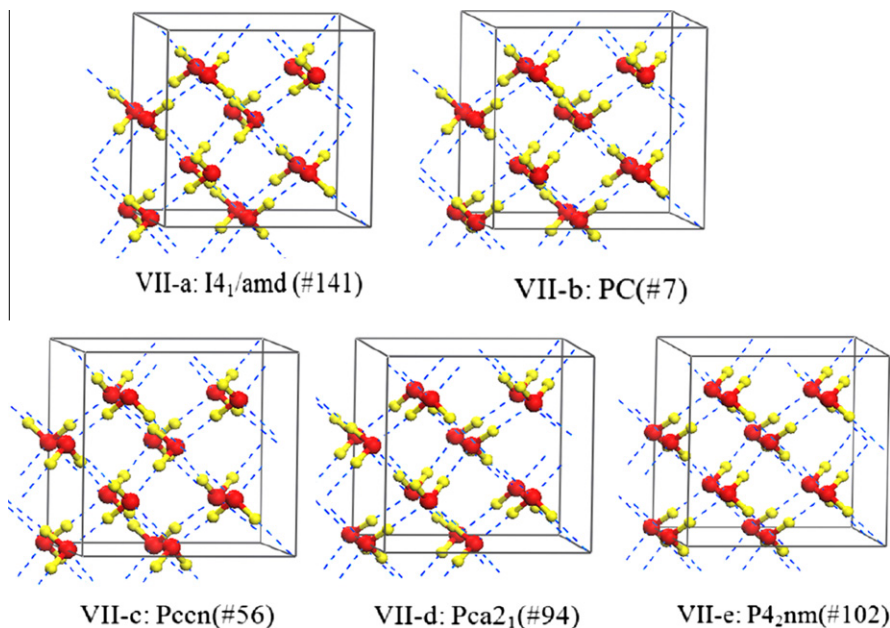 VII-a: I4₁/amd (#141)
VII-b: PC(#7)
VII-c: Pccn(#56)
VII-d: Pca2₁(#94)
VII-e: P4₂nm(#102)